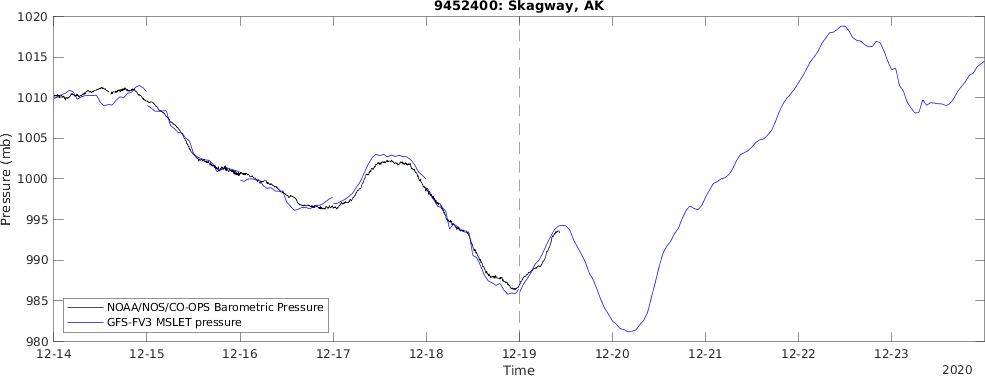 9452400: Skagway, AK
Pressure (mb)
1020
1015
1010
1005
1000
995
990
985
980
NOAA/NOS/CO-OPS Barometric Pressure
GFS-FV3 MSLET pressure
12-14 12-15 12-16 12-17 12-18 12-19 12-20 12-21 12-22 12-23
Time
2020